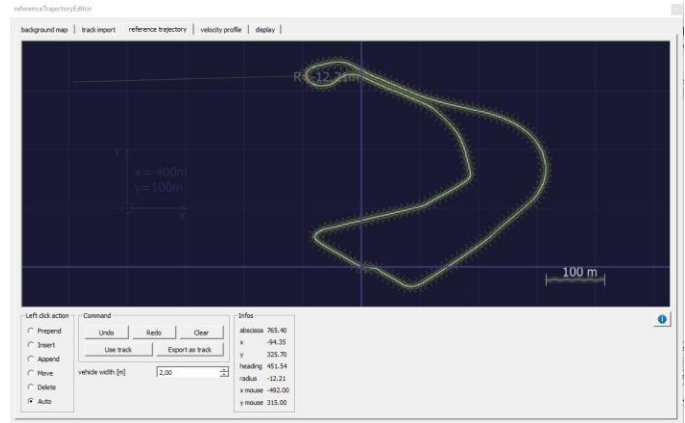 referenceTrajectoryEditor
background map track import reference trajectory velocity profile display
R=-12.21m
Y
x=-400m
y=100m
X
100 m
Left click action Command Infos
Prepend Undo Redo Clear abscissa 765.40
Insert x -94.35
Append Use track Export as track y 325.70
Move vehicle width [m] 2,00 heading 451.54
Delete radius -12.21
Auto x mouse -492.00
y mouse 315.00